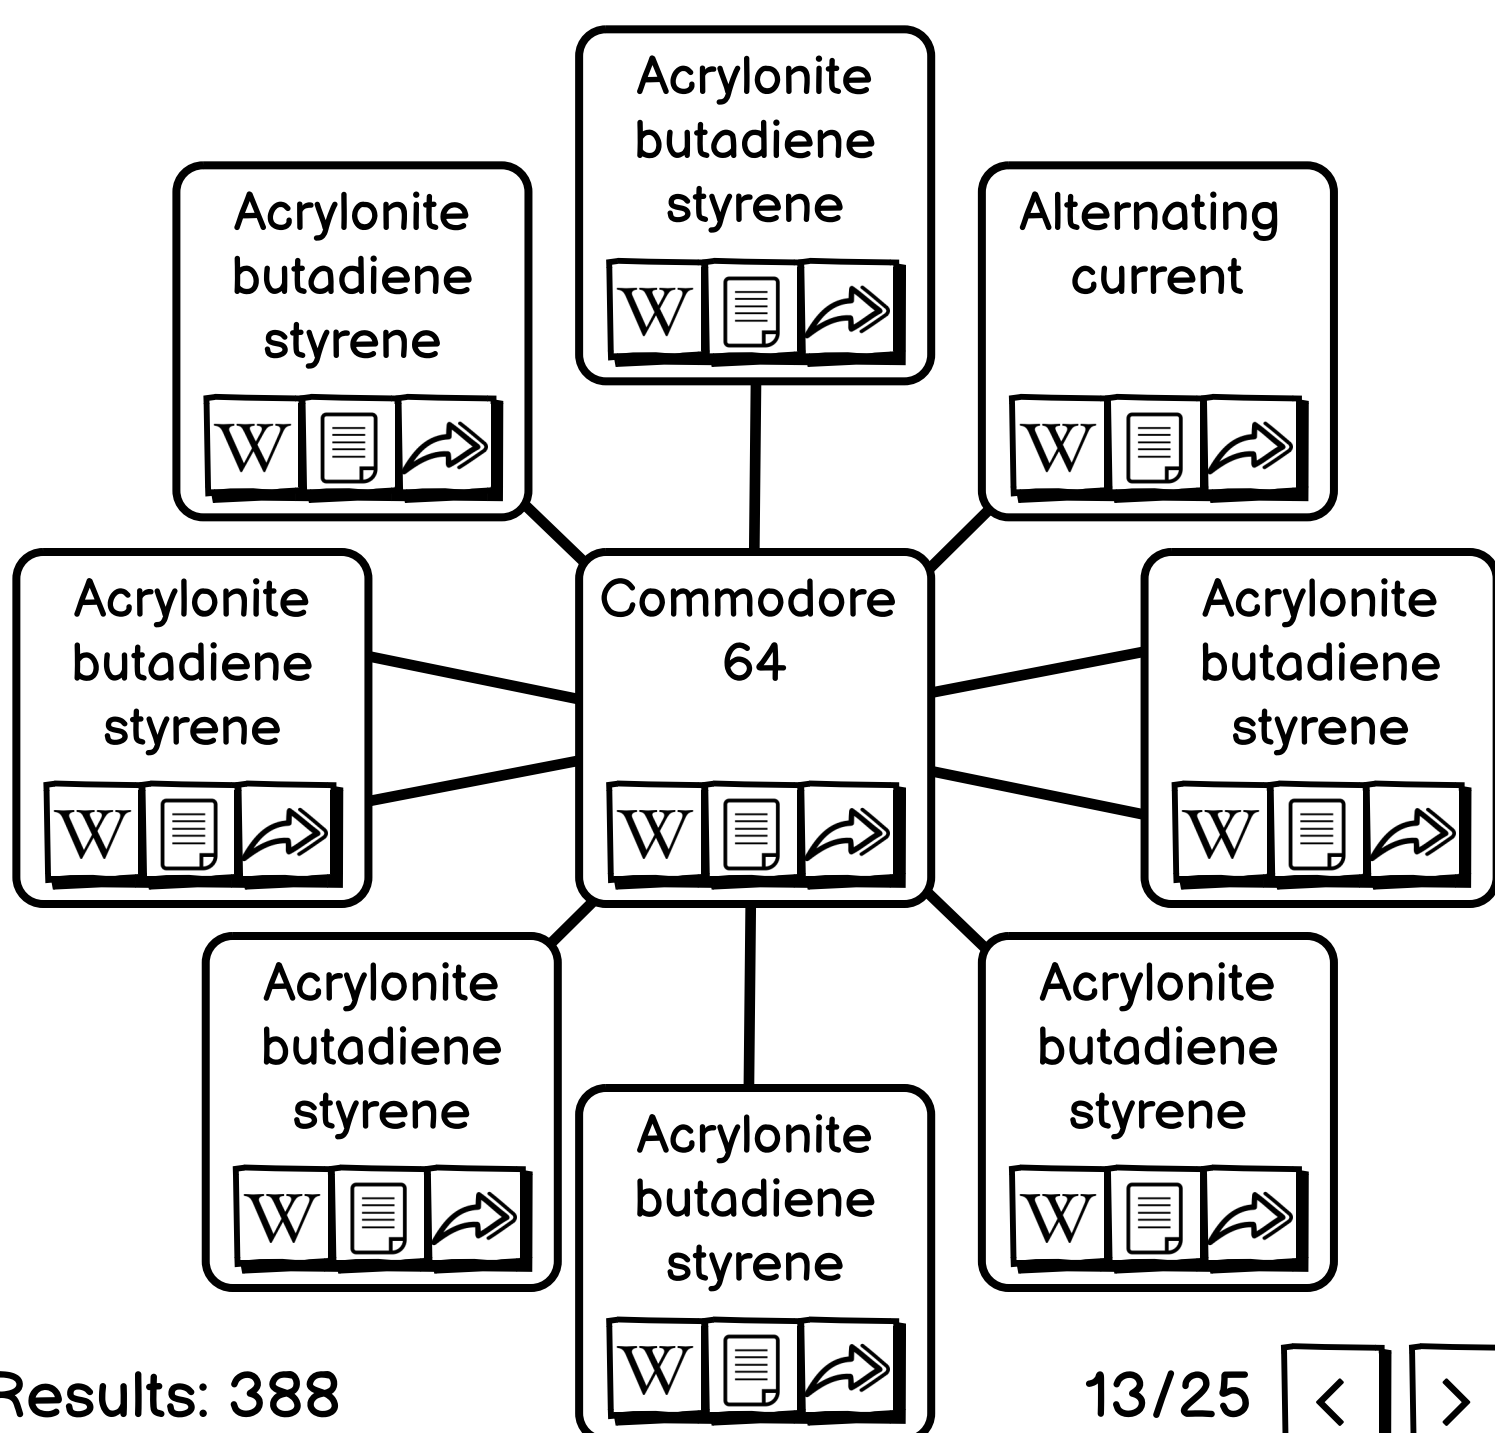 Acrylonite
butadiene
styrene
W
Acrylonite
butadiene
styrene
W
Alternating
current
W
Acrylonite
butadiene
styrene
W
Commodore
64
W
Acrylonite
butadiene
styrene
W
Acrylonite
butadiene
styrene
W
Acrylonite
butadiene
styrene
W
Acrylonite
butadiene
styrene
W
Results: 388
13/25 < >